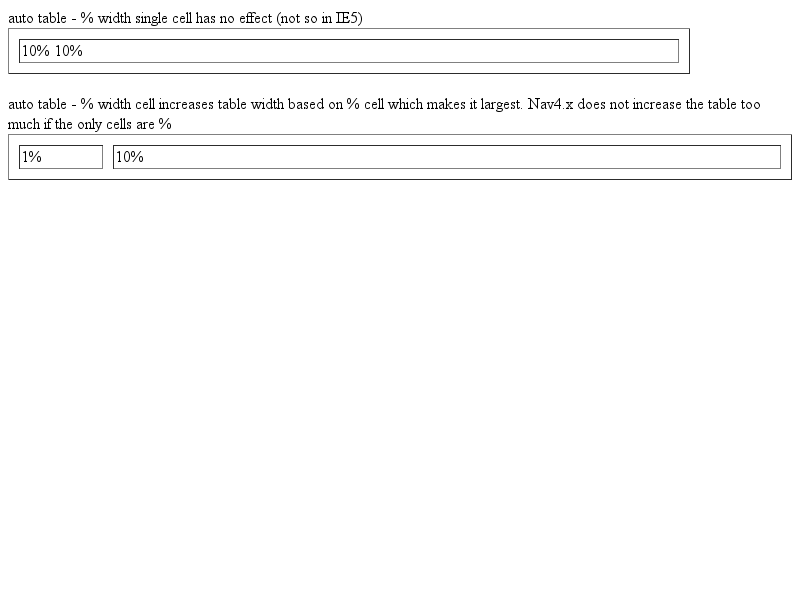 auto table - % width single cell has no effect (not so in IE5)
10% 10%
auto table - % width cell increases table width based on % cell which makes it largest. Nav4.x does not increase the table too
much if the only cells are %
1% 10%